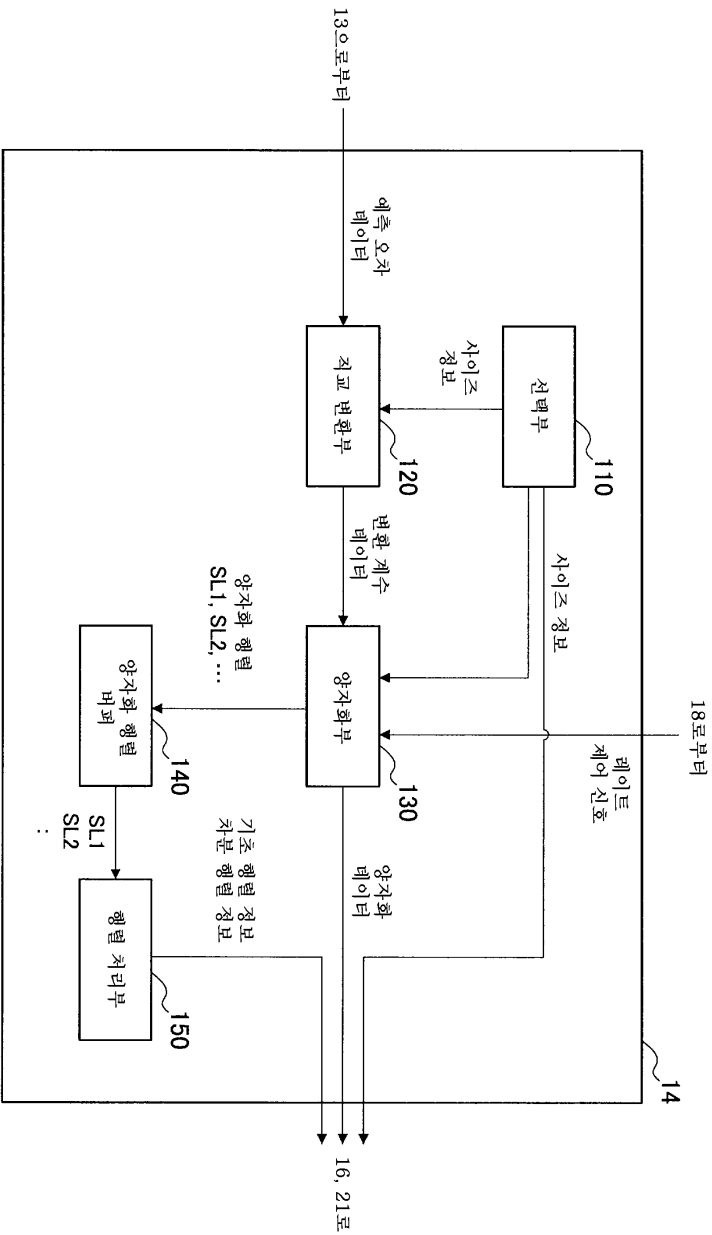 14
18로부터
레이트
제어 신호
선택부
110
사이즈 정보
사이즈
정보
13으로부터
예측 오차
데이터
직교 변환부
120
변환 계수
데이터
양자화부
130
양자화
데이터
16, 21로
양자화 행렬
SL1, SL2, …
기초 행렬 정보
차분 행렬 정보
양자화 행렬
버퍼
140
SL1
SL2
:
행렬 처리부
150